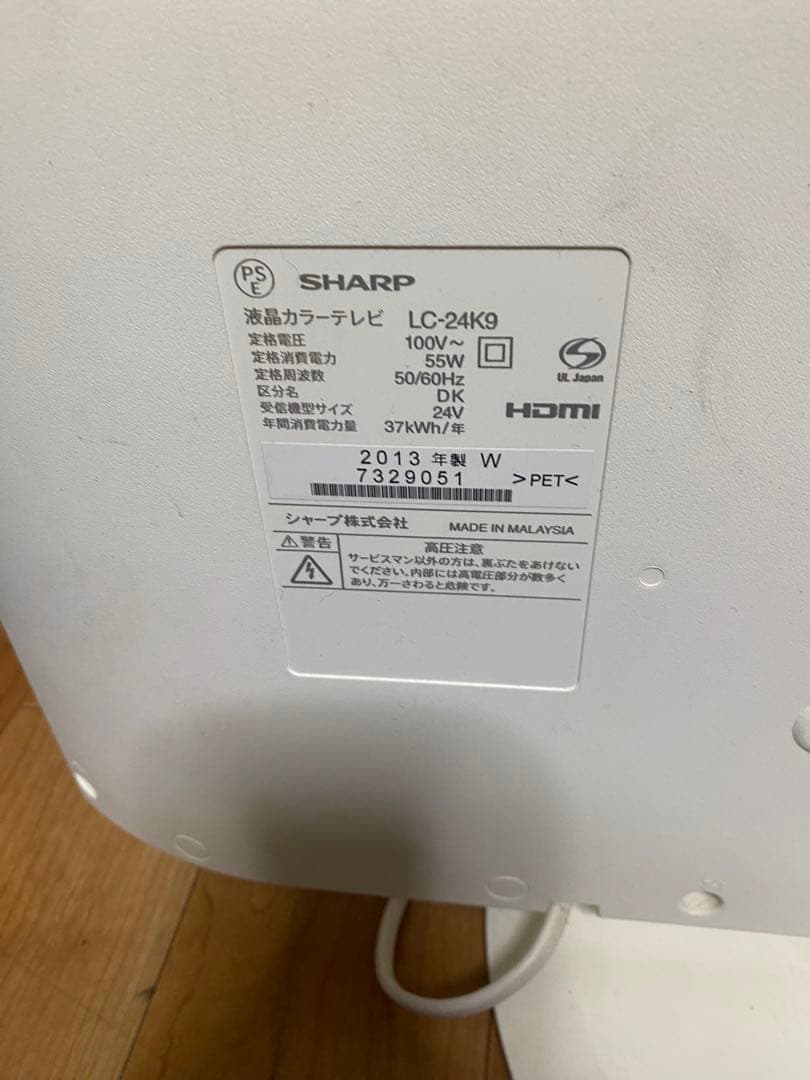 PS
E
SHARP
液晶カラーテレビ LC-24K9
定格電圧 100V～
定格消費電力 55W
定格周波数 50/60Hz
区分名 DK
受信機型サイズ 24V
年間消費電力量 37kWh/年
UL Japan
HDMI
2013 年製 W
7329051 >PET<
シャープ株式会社 MADE IN MALAYSIA
⚠警告 高圧注意
サービスマン以外の方は、裏ぶたをあけない
でください。内部には高電圧部分が数多く
あり、万一さわると危険です。